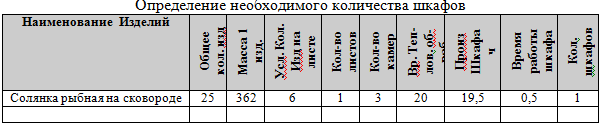 Определение необходимого количества шкафов
Наименование Изделий
Общее кол. изд
Масса 1 изд.
Усл. Кол. Изд на листе
Кол-во листов
Кол-во камер
Вр. Теп-лов. об-раб.
Произ Шкафа ч
Время работы шкафа
Кол. шкафов
Солянка рыбная на сковороде 25 362 6 1 3 20 19,5 0,5 1